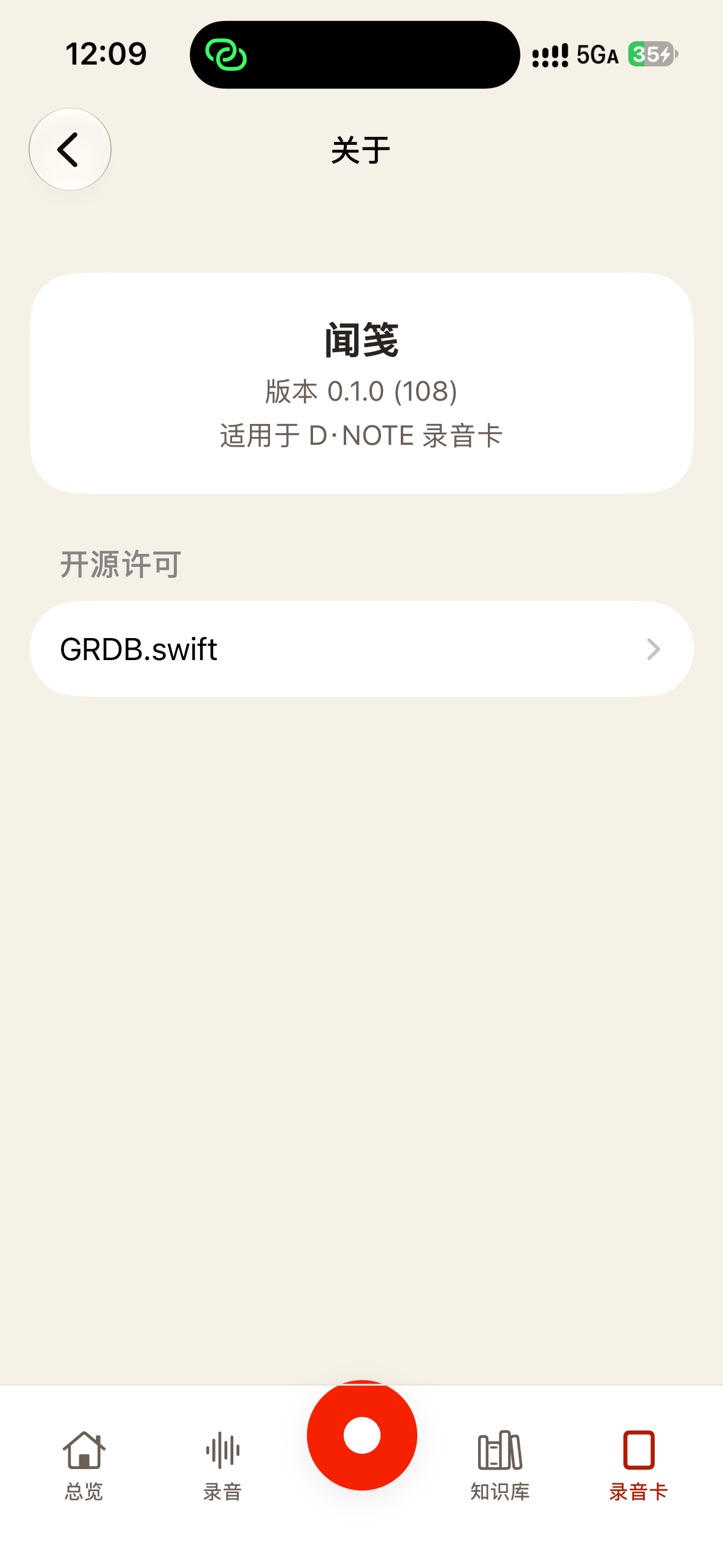 12:09
5GA
35
关于
闻笺
版本 0.1.0 (108)
适用于 D·NOTE 录音卡
开源许可
GRDB.swift
总览
录音
知识库
录音卡